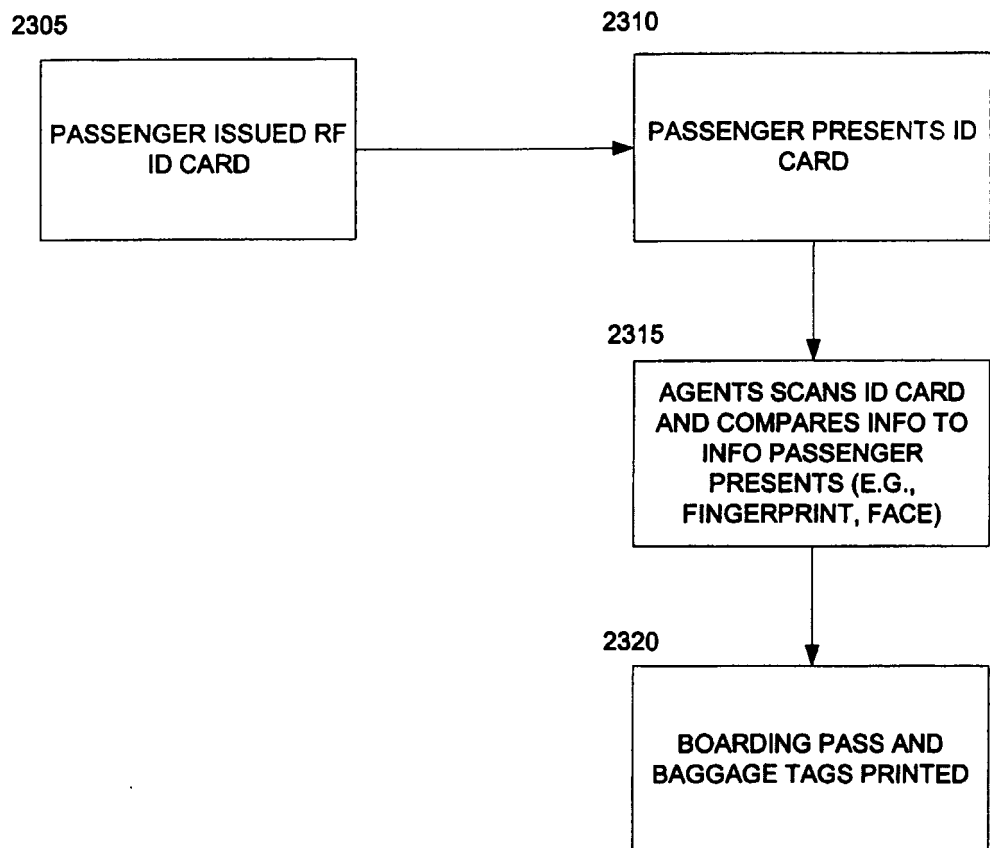 2305
PASSENGER ISSUED RF
ID CARD
2310
PASSENGER PRESENTS ID
CARD
2315
AGENTS SCANS ID CARD
AND COMPARES INFO TO
INFO PASSENGER
PRESENTS (E.G.,
FINGERPRINT, FACE)
2320
BOARDING PASS AND
BAGGAGE TAGS PRINTED